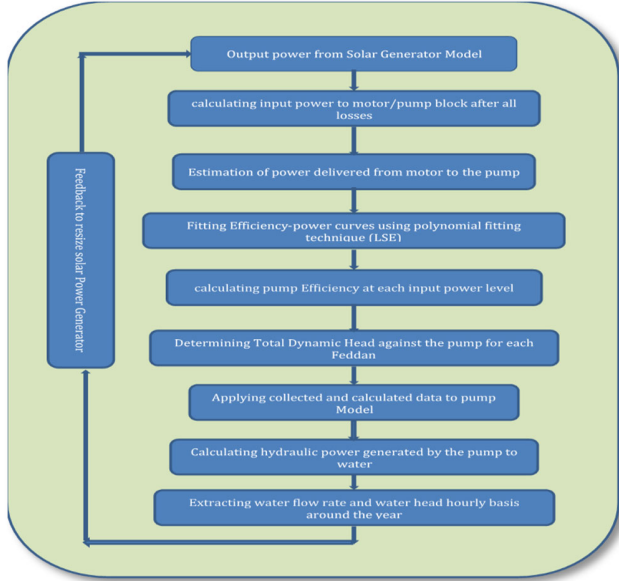 Output power from Solar Generator Model
calculating input power to motor/pump block after all
losses
Estimation of power delivered from motor to the pump
Fitting Efficiency-power curves using polynomial fitting
technique (LSE)
calculating pump Efficiency at each input power level
Determining Total Dynamic Head against the pump for each
Feddan
Applying collected and calculated data to pump
Model
Calculating hydraulic power generated by the pump to
water
Extracting water flow rate and water head hourly basis
around the year
Feedback to resize solar Power Generator